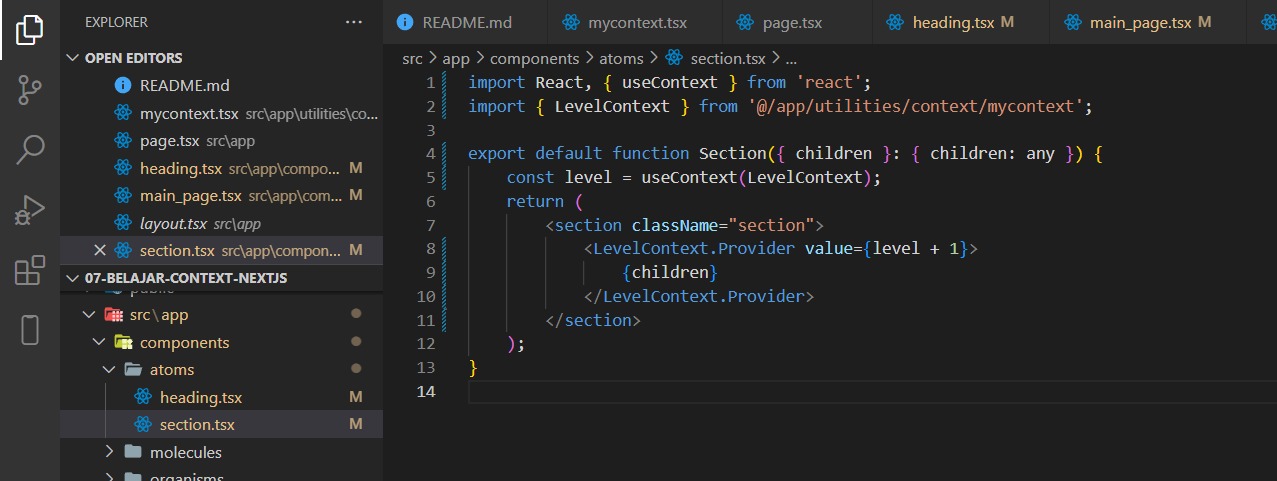 EXPLORER ...
OPEN EDITORS
README.md
mycontext.tsx src\app\utilities\co...
page.tsx src\app
heading.tsx src\app\compo... M
main_page.tsx src\app\com... M
layout.tsx src\app
section.tsx src\app\compon... M
07-BELAJAR-CONTEXT-NEXTJS
public
src\app
components
atoms
heading.tsx M
section.tsx M
molecules
organisms
README.md mycontext.tsx page.tsx heading.tsx M main_page.tsx M
src > app > components > atoms > section.tsx > ...
1 import React, { useContext } from 'react';
2 import { LevelContext } from '@/app/utilities/context/mycontext';
3
4 export default function Section({ children }: { children: any }) {
5 const level = useContext(LevelContext);
6 return (
7 <section className="section">
8 <LevelContext.Provider value={level + 1}>
9 {children}
10 </LevelContext.Provider>
11 </section>
12 );
13 }
14